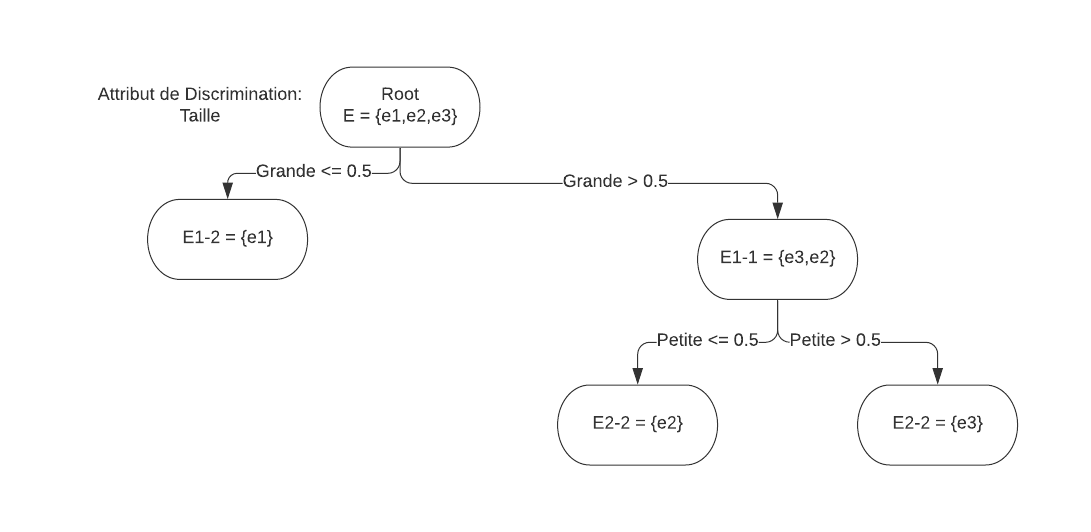 Attribut de Discrimination:
Taille
Root
E = {e1,e2,e3}
Grande <= 0.5
Grande > 0.5
E1-2 = {e1}
E1-1 = {e3,e2}
Petite <= 0.5
Petite > 0.5
E2-2 = {e2}
E2-2 = {e3}